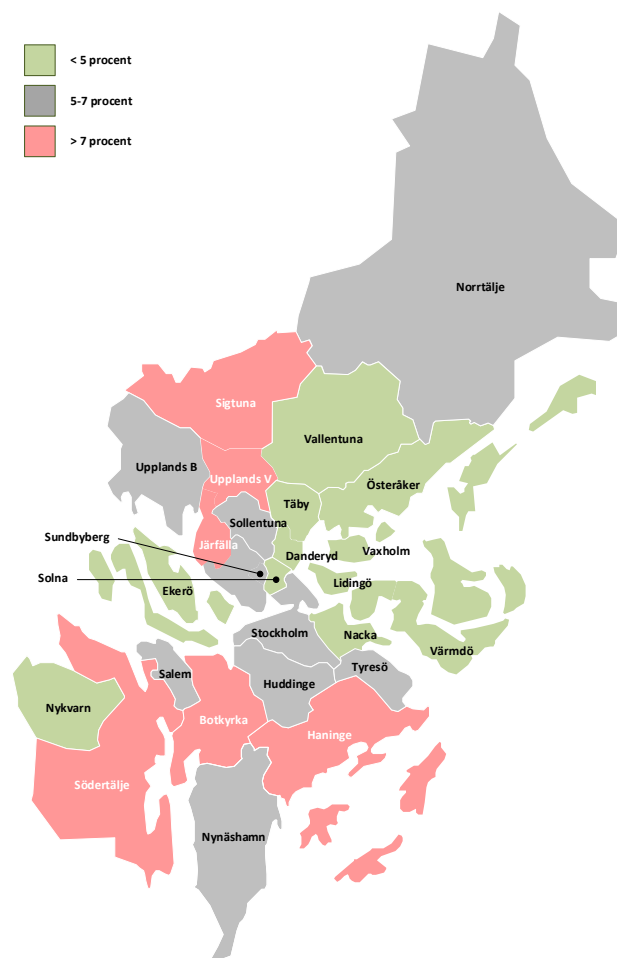 < 5 procent
5-7 procent
> 7 procent
Norrtälje
Sigtuna
Vallentuna
Upplands B
Upplands V
Österåker
Täby
Sollentuna
Sundbyberg
Järfälla
Danderyd
Vaxholm
Solna
Ekerö
Lidingö
Stockholm
Nacka
Värmdö
Salem
Huddinge
Tyresö
Nykvarn
Botkyrka
Haninge
Södertälje
Nynäshamn